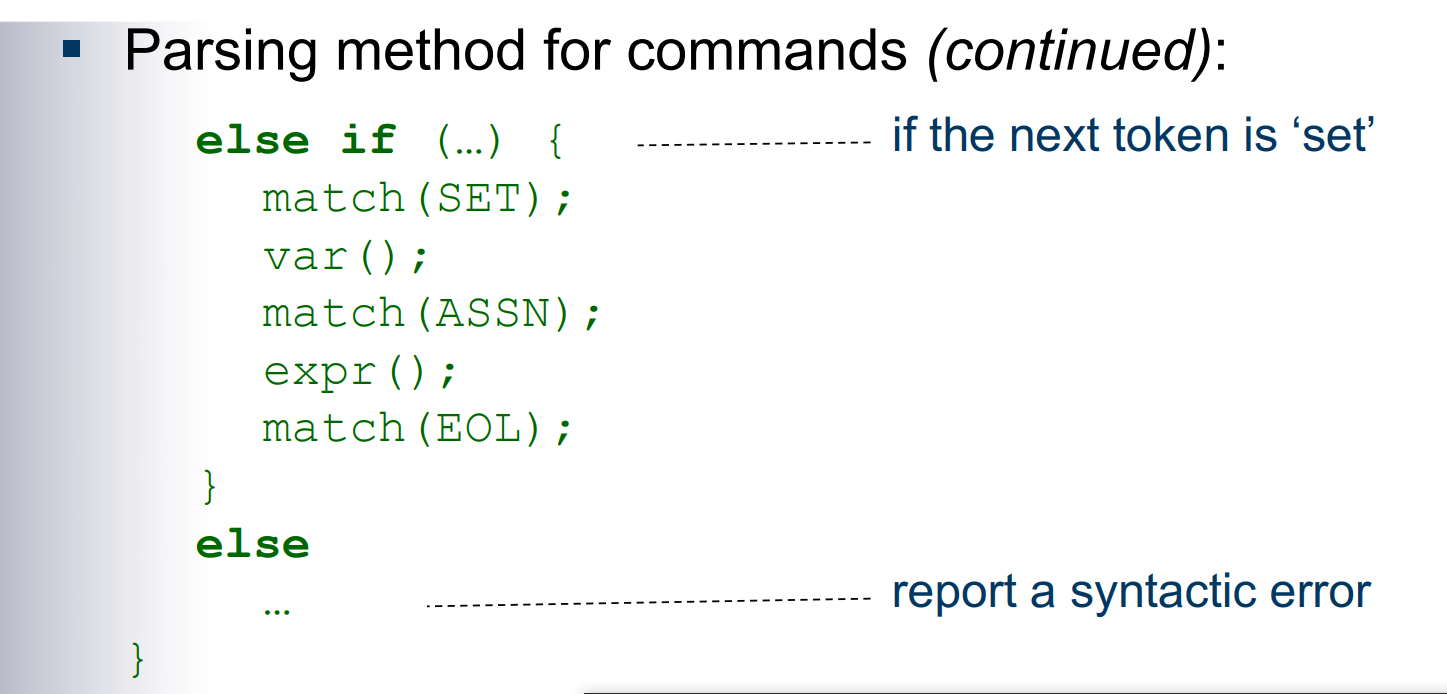 ▪ Parsing method for commands (continued):
else if (…) { ---------------- if the next token is ‘set’
match(SET);
var();
match(ASSN);
expr();
match(EOL);
}
else
… ---------------- report a syntactic error
}